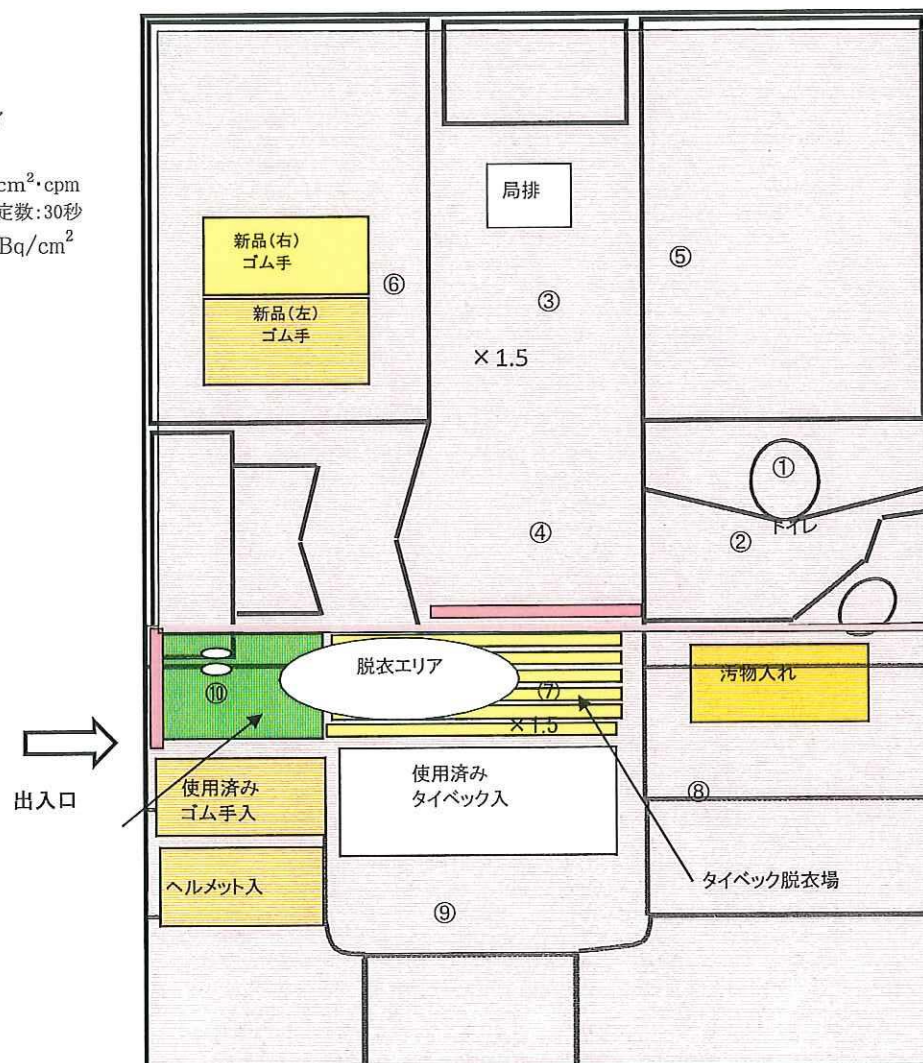 cm²･cpm
定数:30秒
Bq/cm²
局排
新品(右)
ゴム手
⑥
⑤
③
新品(左)
ゴム手
×1.5
①
④
②
トイレ
脱衣エリア
汚物入れ
⑩
⑦
×1.5
出入口
使用済み
ゴム手入
使用済み
タイベック入
⑧
ヘルメット入
タイベック脱衣場
⑨